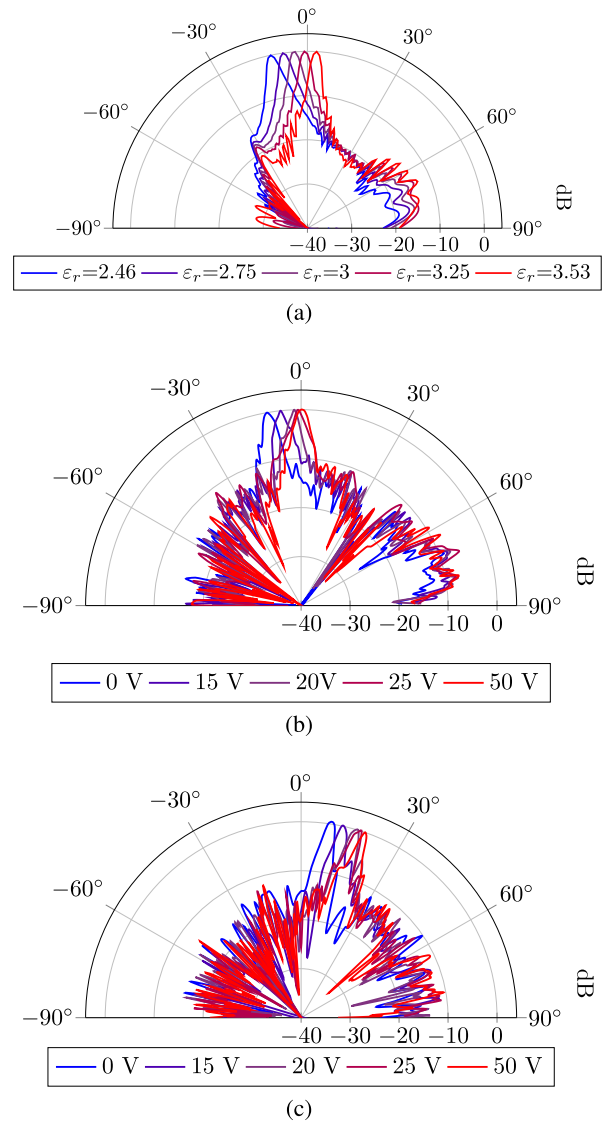 0°
−30° 30°
−60° 60°
−90° 90°
−40 −30 −20 −10 0
dB
εr=2.46 εr=2.75 εr=3 εr=3.25 εr=3.53
(a)
0°
−30° 30°
−60° 60°
−90° 90°
−40 −30 −20 −10 0
dB
0 V 15 V 20V 25 V 50 V
(b)
0°
−30° 30°
−60° 60°
−90° 90°
−40 −30 −20 −10 0
dB
0 V 15 V 20 V 25 V 50 V
(c)